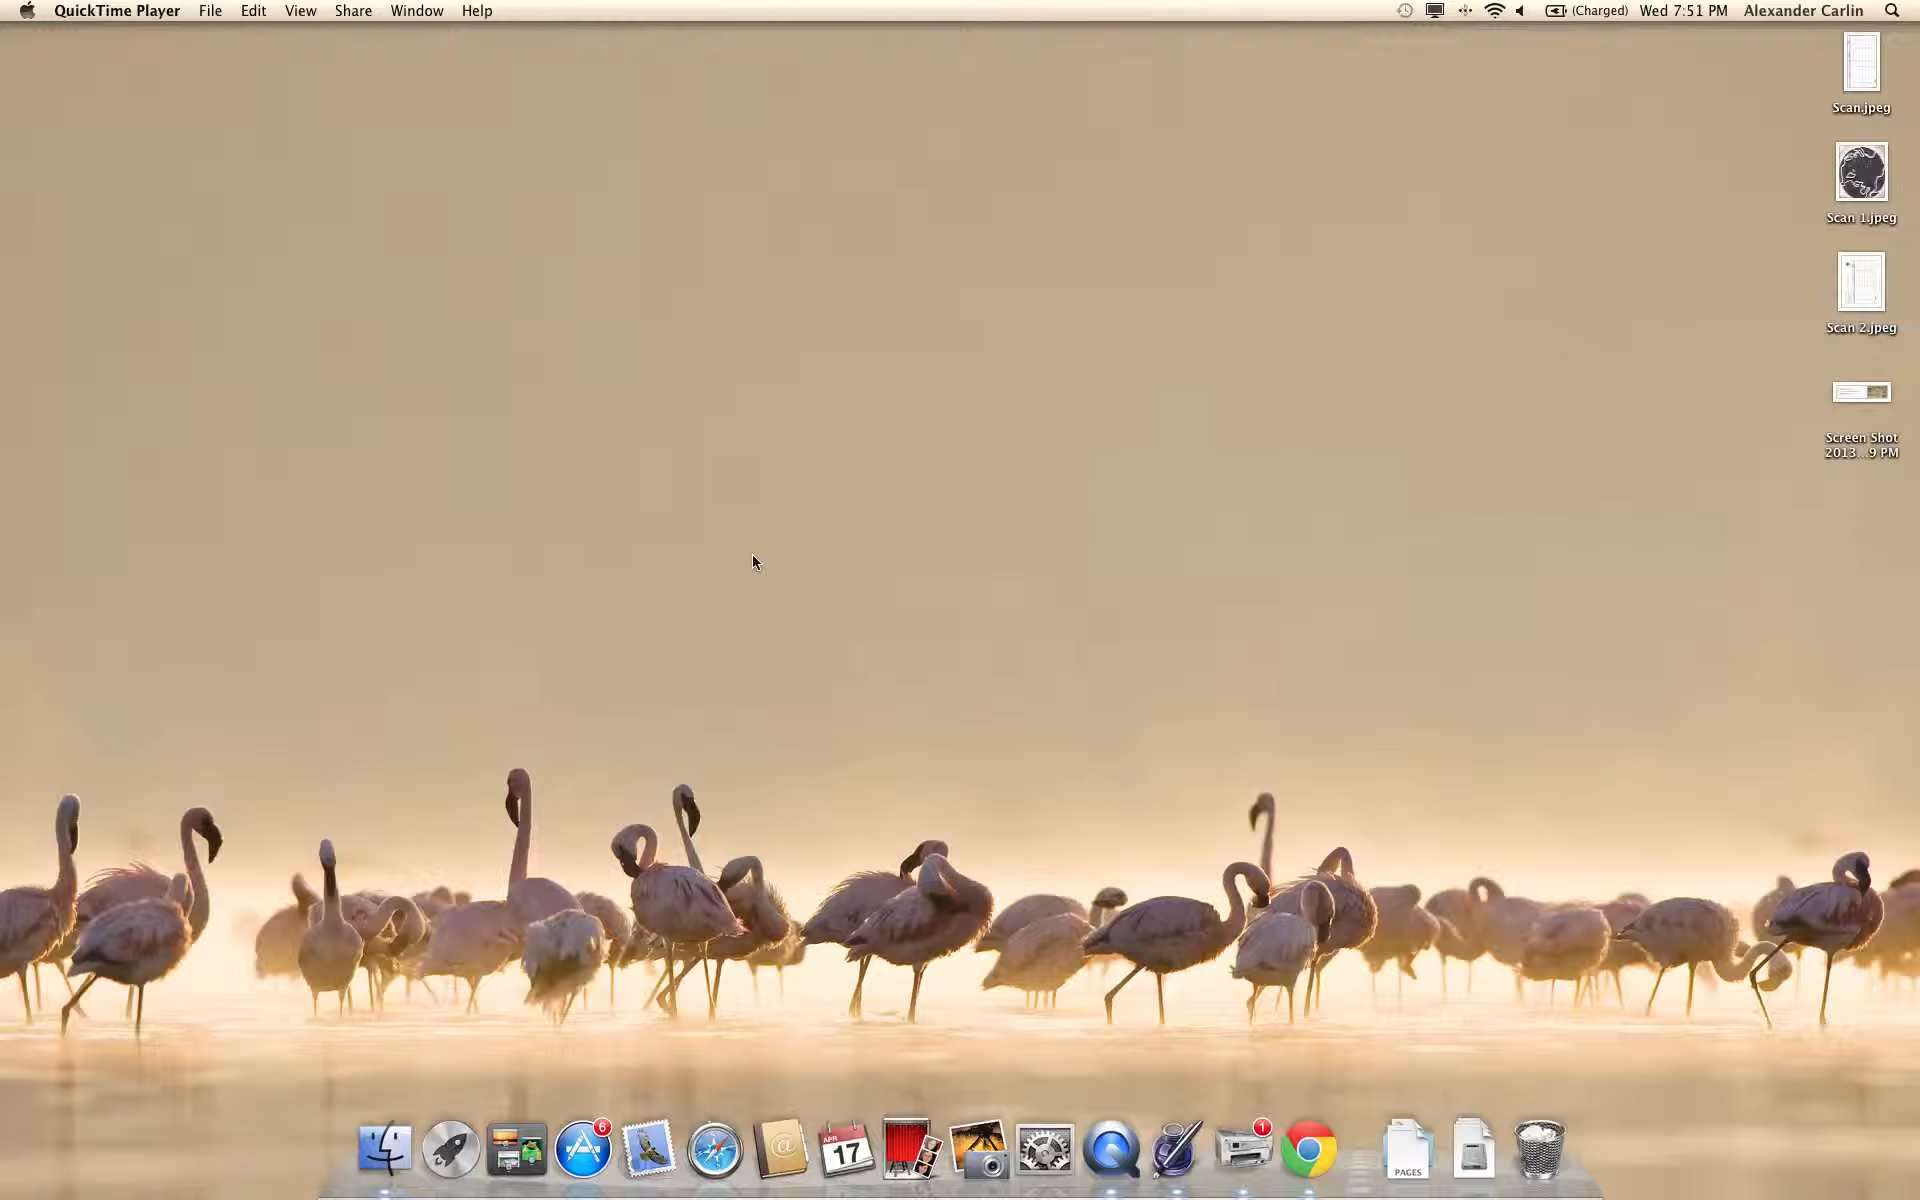 QuickTime Player File Edit View Share Window Help (Charged) Wed 7:51 PM Alexander Carlin
Scan.jpeg
Scan 1.jpeg
Scan 2.jpeg
Screen Shot
2013...9 PM
6
APR
17
1
PAGES